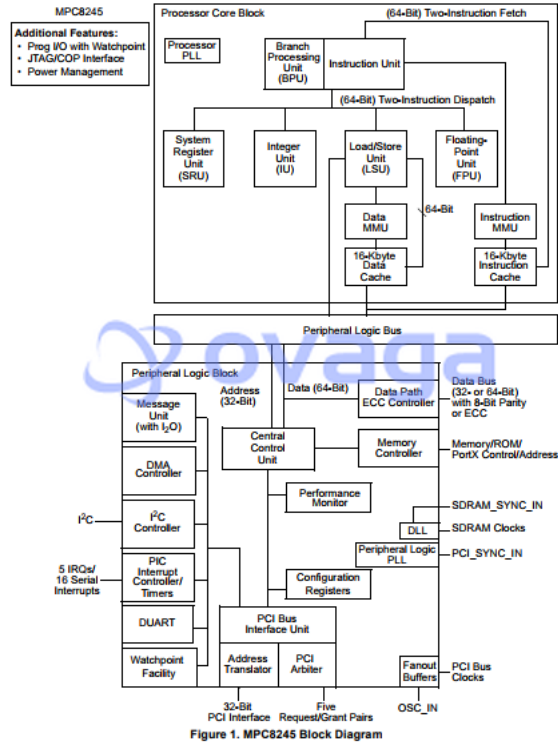 MPC8245
Additional Features:
• Prog I/O with Watchpoint
• JTAG/COP Interface
• Power Management
Processor Core Block
(64-Bit) Two-Instruction Fetch
Processor
PLL
Branch
Processing
Unit
(BPU)
Instruction Unit
(64-Bit) Two-Instruction Dispatch
System
Register
Unit
(SRU)
Integer
Unit
(IU)
Load/Store
Unit
(LSU)
Floating-
Point
Unit
(FPU)
64-Bit
Data
MMU
Instruction
MMU
16-Kbyte
Data
Cache
16-Kbyte
Instruction
Cache
Peripheral Logic Bus
ovaga
Peripheral Logic Block
Address
(32-Bit)
Data (64-Bit)
Data Path
ECC Controller
Data Bus
(32- or 64-Bit)
with 8-Bit Parity
or ECC
Message
Unit
(with I2O)
Central
Control
Unit
Memory
Controller
Memory/ROM/
PortX Control/Address
DMA
Controller
Performance
Monitor
I2C
I2C
Controller
SDRAM_SYNC_IN
DLL
SDRAM Clocks
Peripheral Logic
PLL
PCI_SYNC_IN
5 IRQs/
16 Serial
Interrupts
PIC
Interrupt
Controller/
Timers
Configuration
Registers
DUART
PCI Bus
Interface Unit
Watchpoint
Facility
Address
Translator
PCI
Arbiter
Fanout
Buffers
PCI Bus
Clocks
32-Bit
PCI Interface
Five
Request/Grant Pairs
OSC_IN
Figure 1. MPC8245 Block Diagram